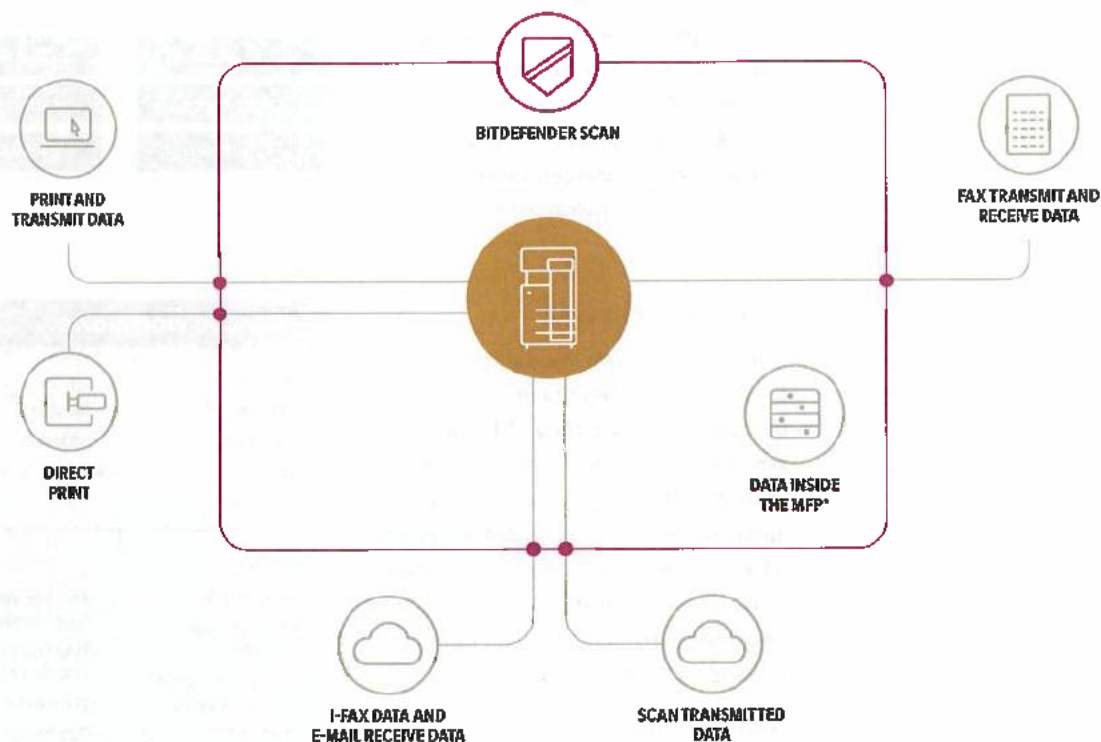 BITDEFENDER SCAN
PRINT AND
TRANSMIT DATA
FAX TRANSMIT AND
RECEIVE DATA
DIRECT
PRINT
DATA INSIDE
THE MFP*
I-FAX DATA AND
E-MAIL RECEIVE DATA
SCAN TRANSMITTED
DATA